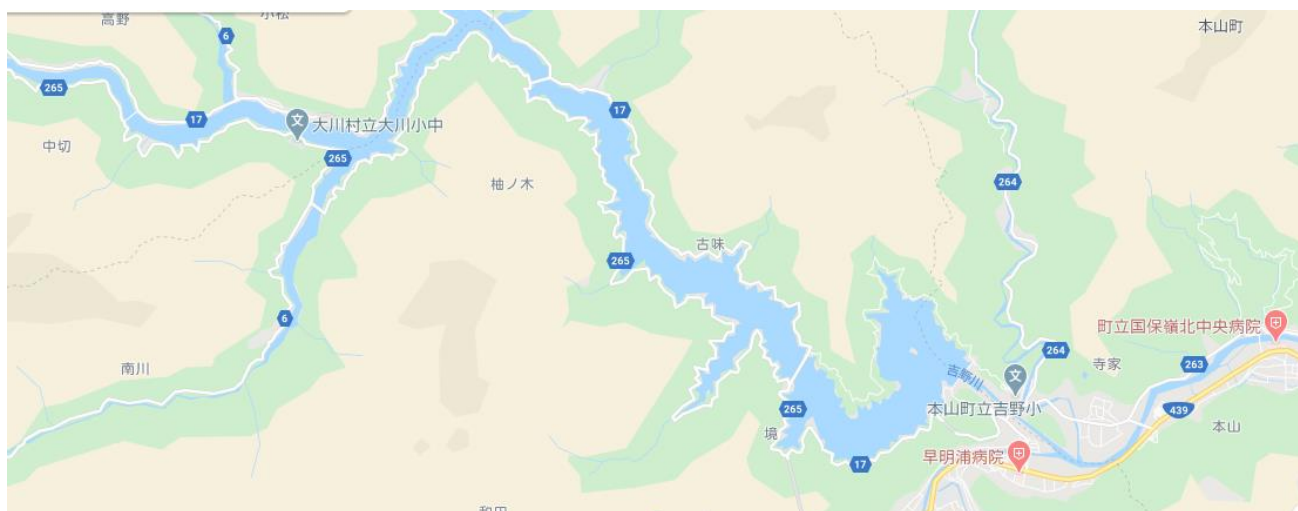 高野
小松
6
本山町
265
17
17
大川村立大川小中
中切
265
264
柚ノ木
古味
265
6
町立国保嶺北中央病院
264
寺家
263
南川
吉野川
265
本山町立吉野小
439
本山
境
早明浦病院
17
和田